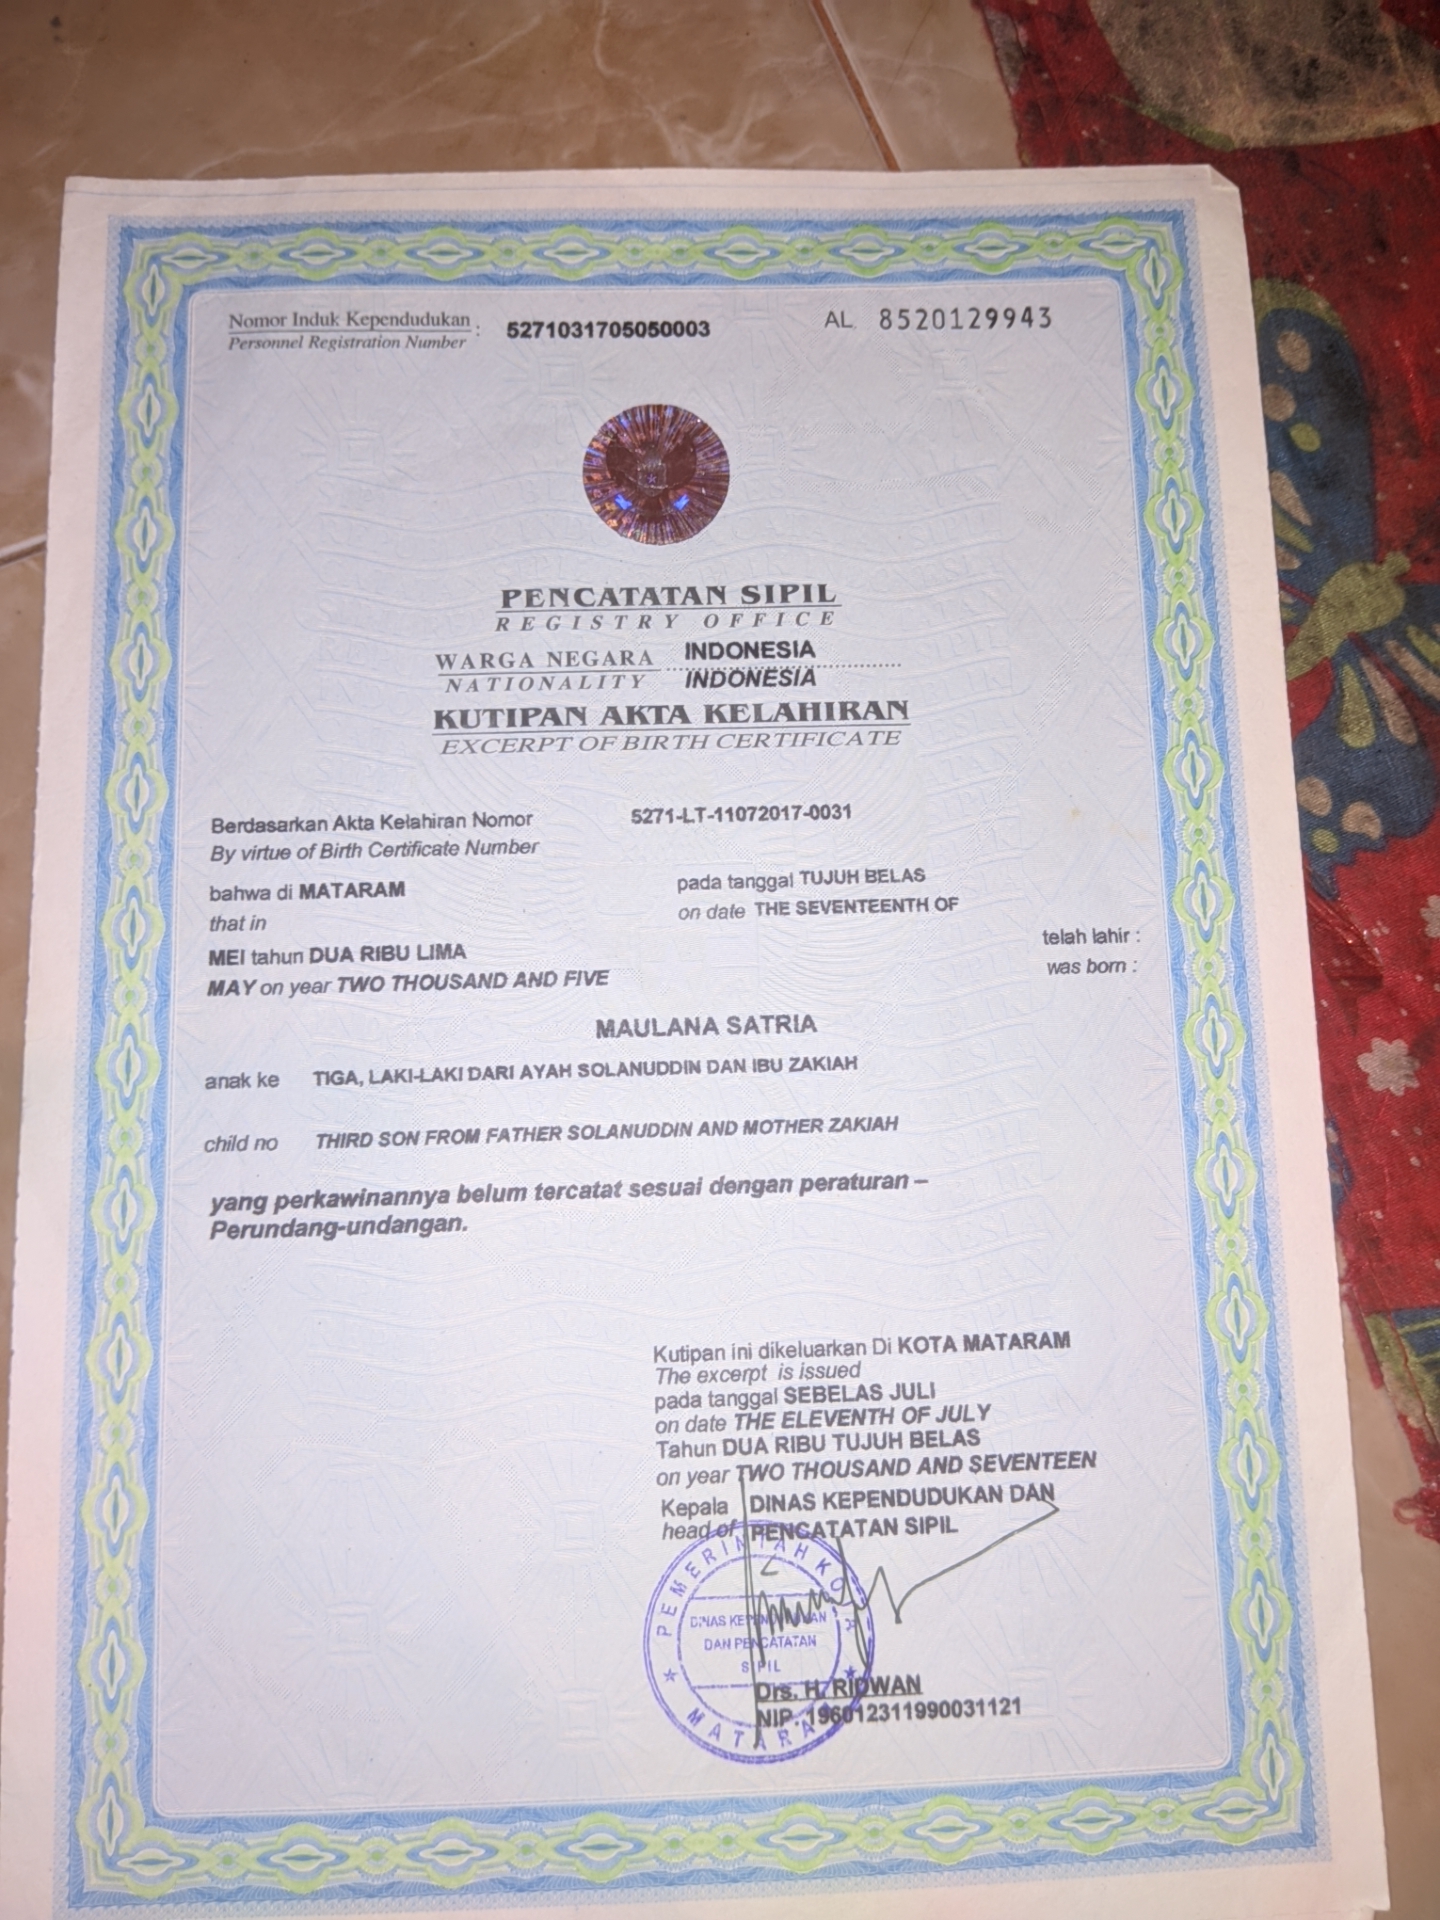 Nomor Induk Kependudukan : 5271031705050003
Personnel Registration Number
AL 8520129943
PENCATATAN SIPIL
REGISTRY OFFICE
WARGA NEGARA INDONESIA
NATIONALITY INDONESIA
KUTIPAN AKTA KELAHIRAN
EXCERPT OF BIRTH CERTIFICATE
Berdasarkan Akta Kelahiran Nomor 5271-LT-11072017-0031
By virtue of Birth Certificate Number
bahwa di MATARAM pada tanggal TUJUH BELAS
that in on date THE SEVENTEENTH OF
MEI tahun DUA RIBU LIMA telah lahir :
MAY on year TWO THOUSAND AND FIVE was born :
MAULANA SATRIA
anak ke TIGA, LAKI-LAKI DARI AYAH SOLANUDDIN DAN IBU ZAKIAH
child no THIRD SON FROM FATHER SOLANUDDIN AND MOTHER ZAKIAH
yang perkawinannya belum tercatat sesuai dengan peraturan –
Perundang-undangan.
Kutipan ini dikeluarkan Di KOTA MATARAM
The excerpt is issued
pada tanggal SEBELAS JULI
on date THE ELEVENTH OF JULY
Tahun DUA RIBU TUJUH BELAS
on year TWO THOUSAND AND SEVENTEEN
Kepala DINAS KEPENDUDUKAN DAN
head of PENCATATAN SIPIL
PEMERINTAH KOTA
DINAS KEPENDUDUKAN
DAN PENCATATAN
SIPIL
MATARAM
Drs. H. RIDWAN
NIP. 196012311990031121